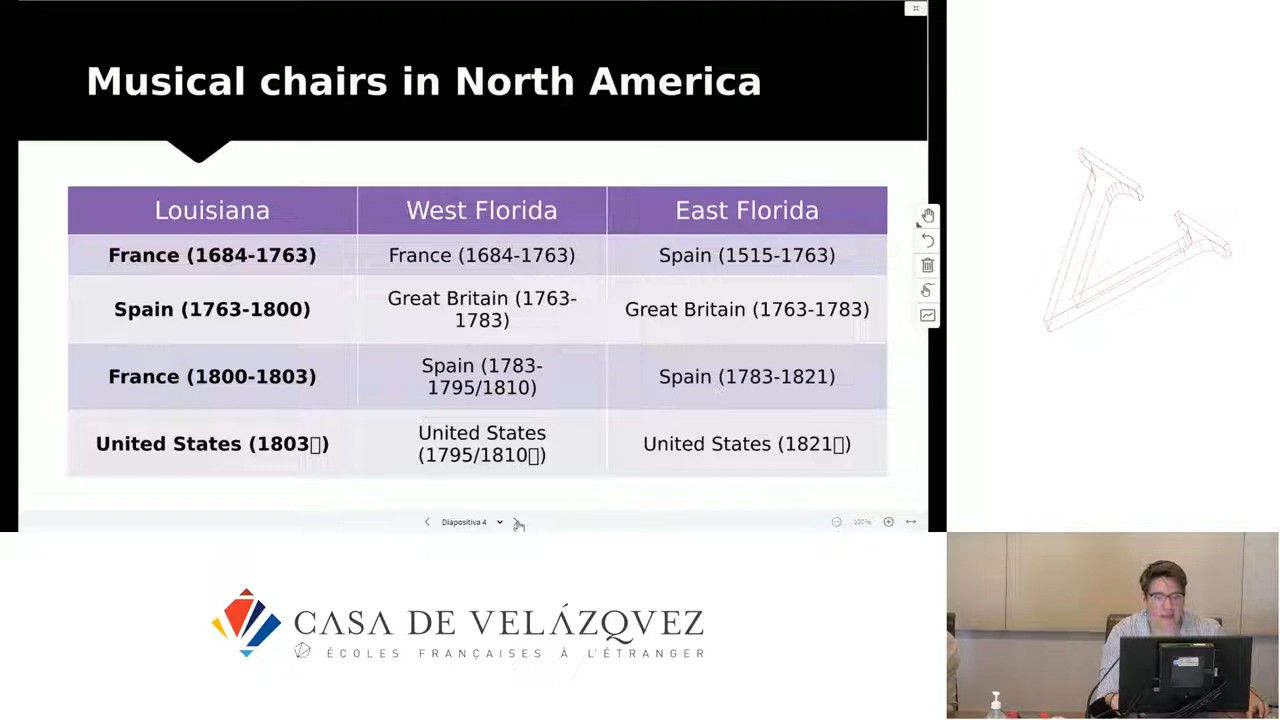 Musical chairs in North America
Louisiana
West Florida
East Florida
France (1684-1763)
France (1684-1763)
Spain (1515-1763)
Spain (1763-1800)
Great Britain (1763-
1783)
Great Britain (1763-1783)
France (1800-1803)
Spain (1783-
1795/1810)
Spain (1783-1821)
United States (1803▯)
United States
(1795/1810▯)
United States (1821▯)
Diapositiva 4
100%
CASA DE VELÁZQVEZ
ÉCOLES FRANÇAISES À L'ÉTRANGER